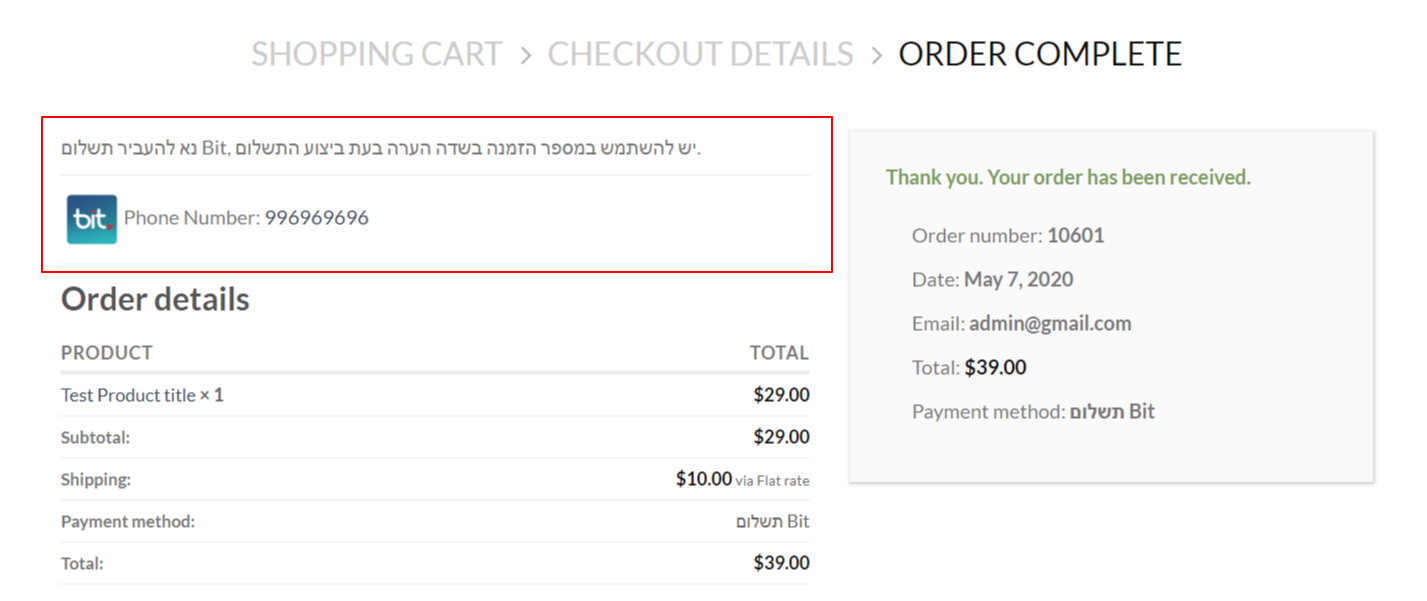 SHOPPING CART > CHECKOUT DETAILS > ORDER COMPLETE
נא להעביר תשלום Bit, יש להשתמש במספר הזמנה בשדה הערה בעת ביצוע התשלום.
bit. Phone Number: 996969696
Order details
PRODUCT TOTAL
Test Product title × 1 $29.00
Subtotal: $29.00
Shipping: $10.00 via Flat rate
Payment method: תשלום Bit
Total: $39.00
Thank you. Your order has been received.
Order number: 10601
Date: May 7, 2020
Email: admin@gmail.com
Total: $39.00
Payment method: תשלום Bit